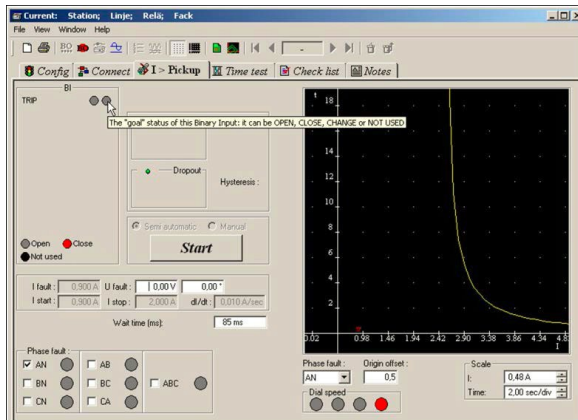 Current: Station; Linje; Relä; Fack
File View Window Help
Config Connect I > Pickup Time test Check list Notes
BI
TRIP
The "goal" status of this Binary Input: it can be OPEN, CLOSE, CHANGE or NOT USED
Dropout
Hysteresis :
Semi automatic Manual
Start
Open Close
Not used
I fault : 0,900 A U fault : 0,00 V 0,00 °
I start : 0,900 A I stop : 2,000 A dI/dt : 0,010 A/sec
Wait time (ms): 85 ms
Phase fault :
AN AB
BN BC ABC
CN CA
t
18
14
12
10
8
6
4
2
0.02 0.98 1.46 1.94 2.42 2.90 3.38 3.86 4.34 4.8
I
Phase fault : Origin offset :
AN 0,5
Dial speed
Scale
I: 0,48 A
Time: 2,00 sec/div